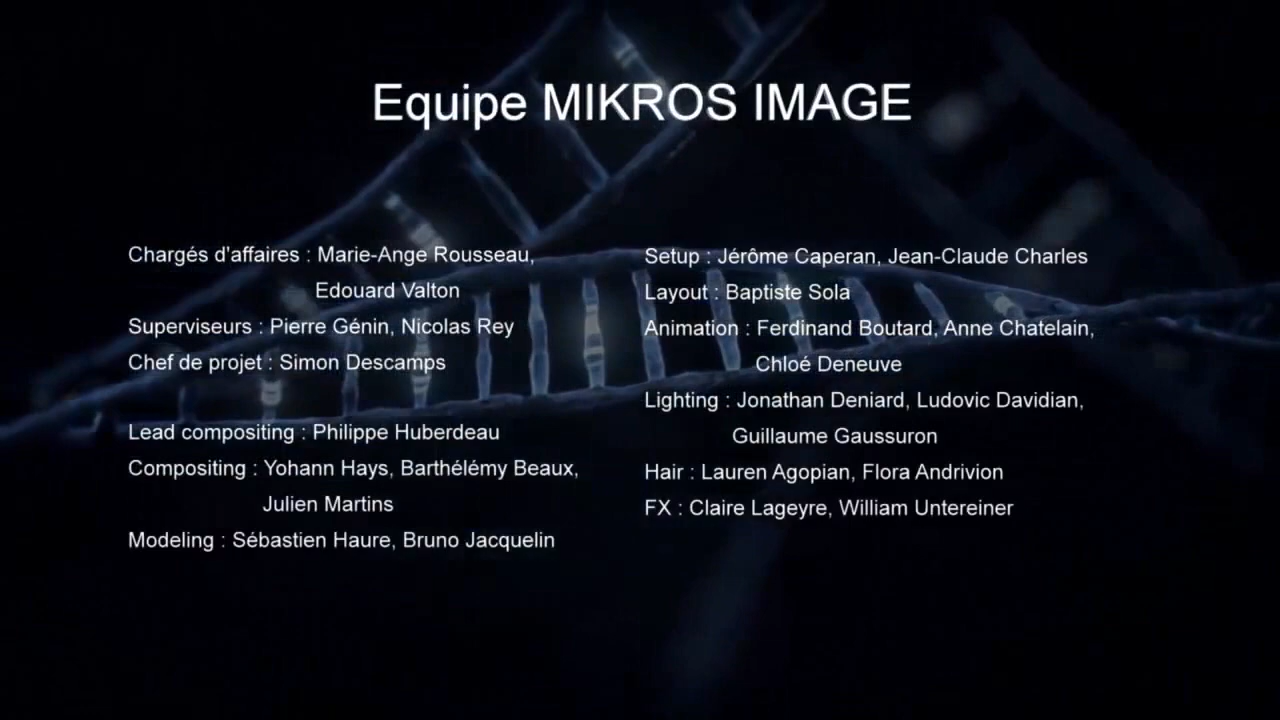 Equipe MIKROS IMAGE
Chargés d'affaires : Marie-Ange Rousseau,
Edouard Valton
Superviseurs : Pierre Génin, Nicolas Rey
Chef de projet : Simon Descamps
Lead compositing : Philippe Huberdeau
Compositing : Yohann Hays, Barthélémy Beaux,
Julien Martins
Modeling : Sébastien Haure, Bruno Jacquelin
Setup : Jérôme Caperan, Jean-Claude Charles
Layout : Baptiste Sola
Animation : Ferdinand Boutard, Anne Chatelain,
Chloé Deneuve
Lighting : Jonathan Deniard, Ludovic Davidian,
Guillaume Gaussuron
Hair : Lauren Agopian, Flora Andrivion
FX : Claire Lageyre, William Untereiner